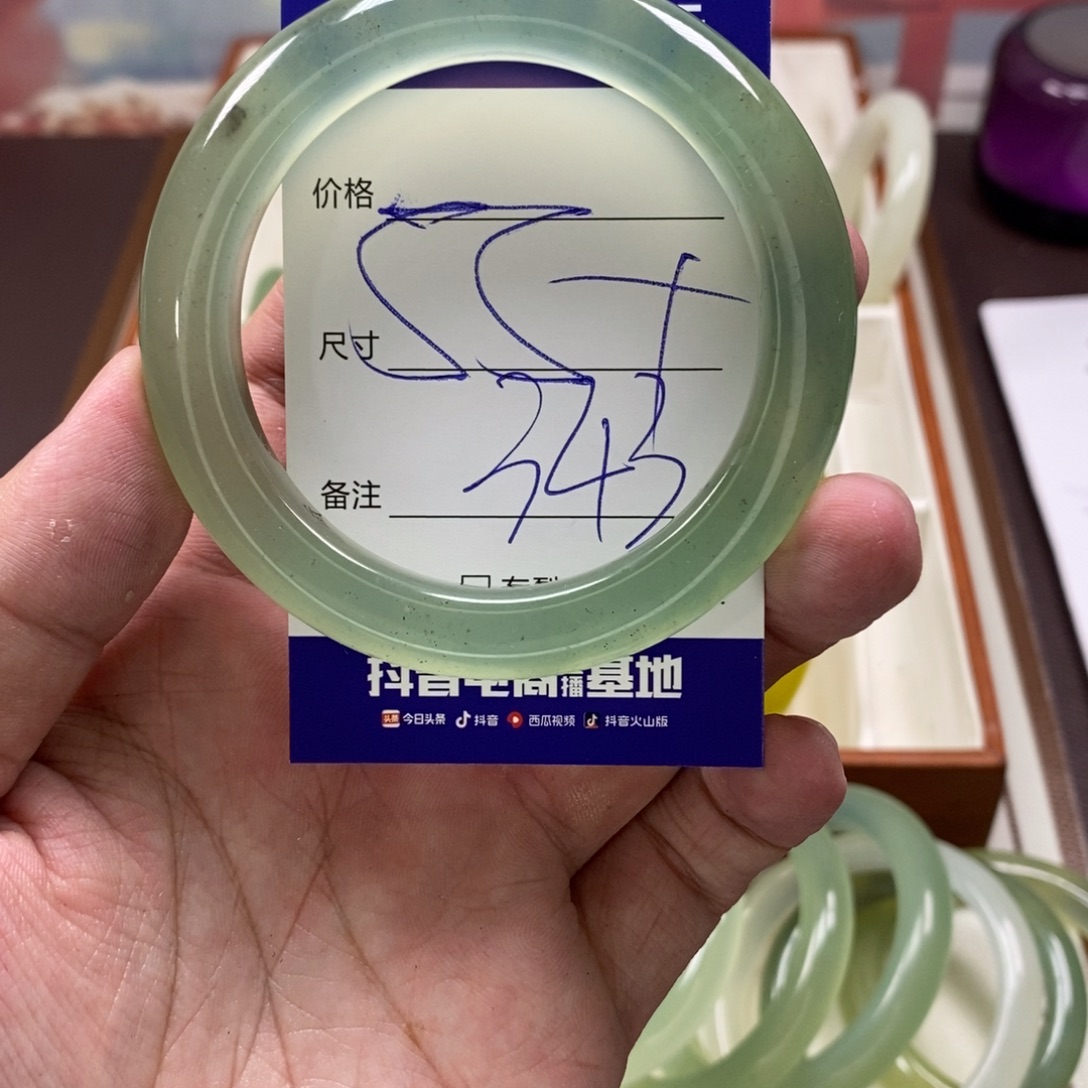 价格
55+
尺寸
343
备注
抖音电商播基地
今日头条 抖音 西瓜视频 抖音火山版